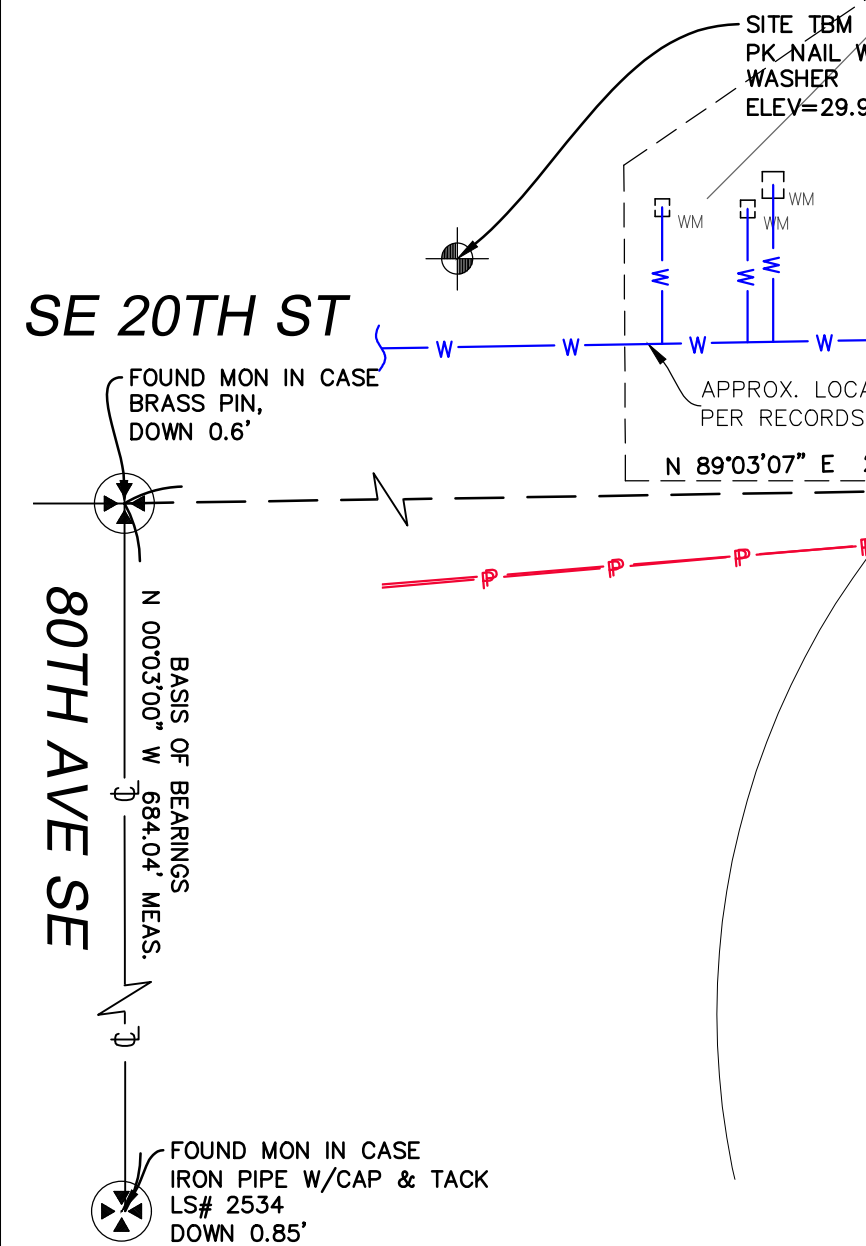 SITE TBM
PK NAIL W
WASHER
ELEV=29.9
WM
WM
WM
SE 20TH ST
W W W W
W W W
FOUND MON IN CASE
BRASS PIN,
DOWN 0.6'
APPROX. LOCA
PER RECORDS
N 89°03'07" E 2
P P P P
80TH AVE SE
BASIS OF BEARINGS
N 00°03'00" W 684.04' MEAS.
FOUND MON IN CASE
IRON PIPE W/CAP & TACK
LS# 2534
DOWN 0.85'